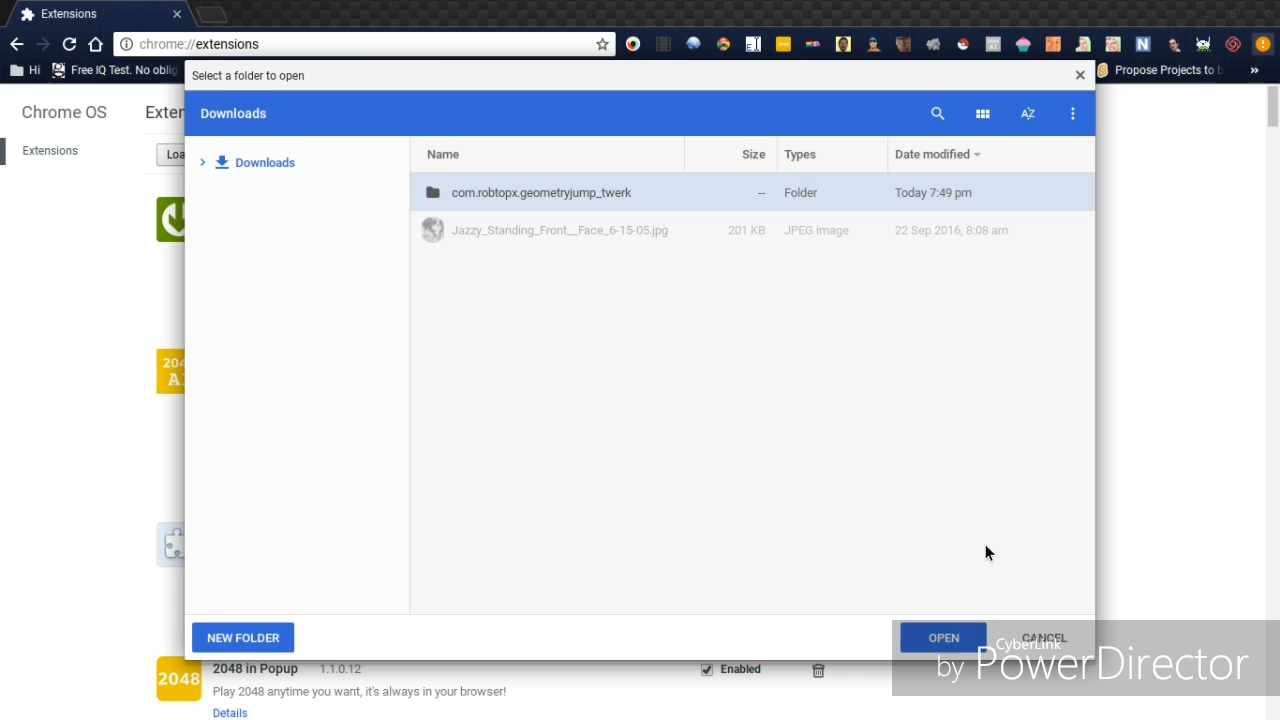 Extensions
chrome://extensions
Hi
Free IQ Test. No oblig
Propose Projects to b
»
Select a folder to open
Chrome OS
Exten
Downloads
Extensions
Loa
Downloads
Name Size Types Date modified
com.robtopx.geometryjump_twerk -- Folder Today 7:49 pm
Jazzy_Standing_Front__Face_6-15-05.jpg 201 KB JPEG image 22 Sep 2016, 8:08 am
NEW FOLDER
OPEN
CANCEL
CyberLink
by PowerDirector
2048
2048 in Popup 1.1.0.12
Enabled
Play 2048 anytime you want, it's always in your browser!
Details